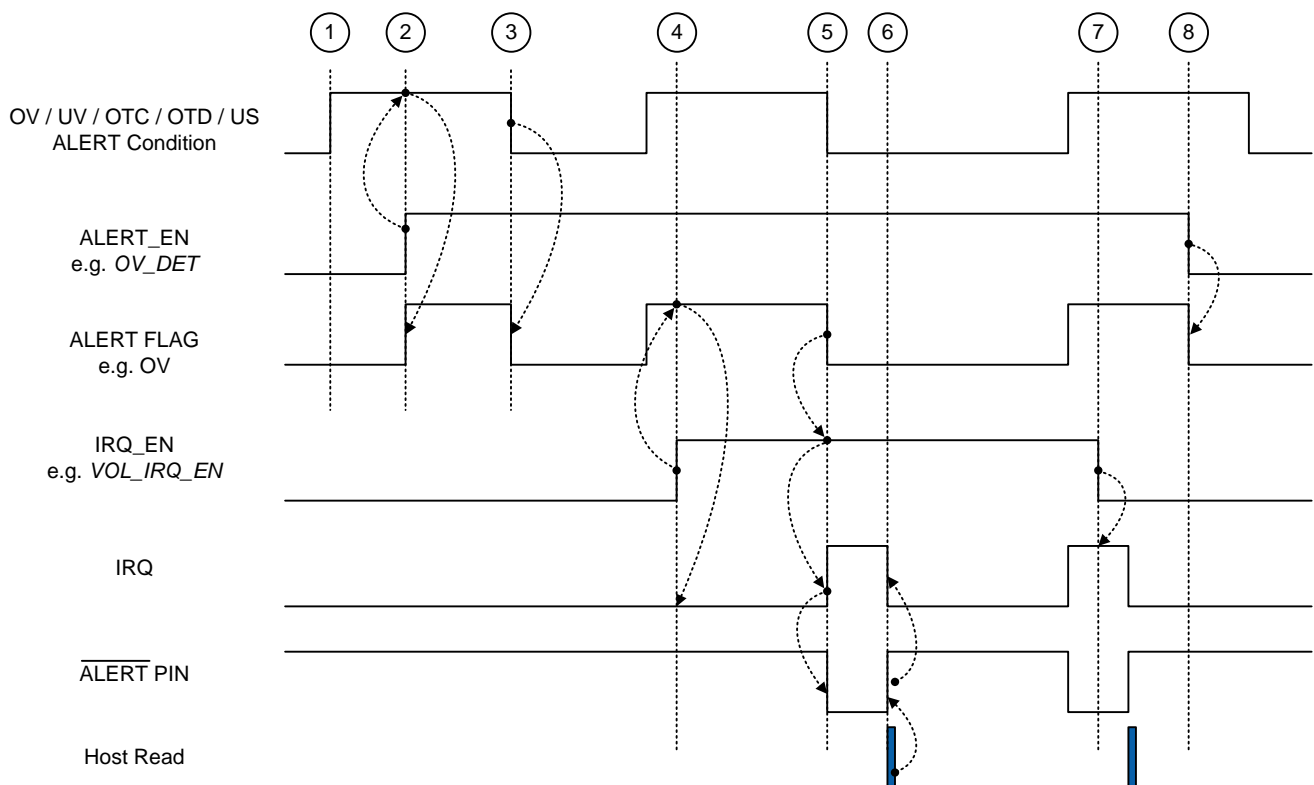 1 2 3 4 5 6 7 8
OV / UV / OTC / OTD / US
ALERT Condition
ALERT_EN
e.g. OV_DET
ALERT FLAG
e.g. OV
IRQ_EN
e.g. VOL_IRQ_EN
IRQ
ALERT PIN
Host Read